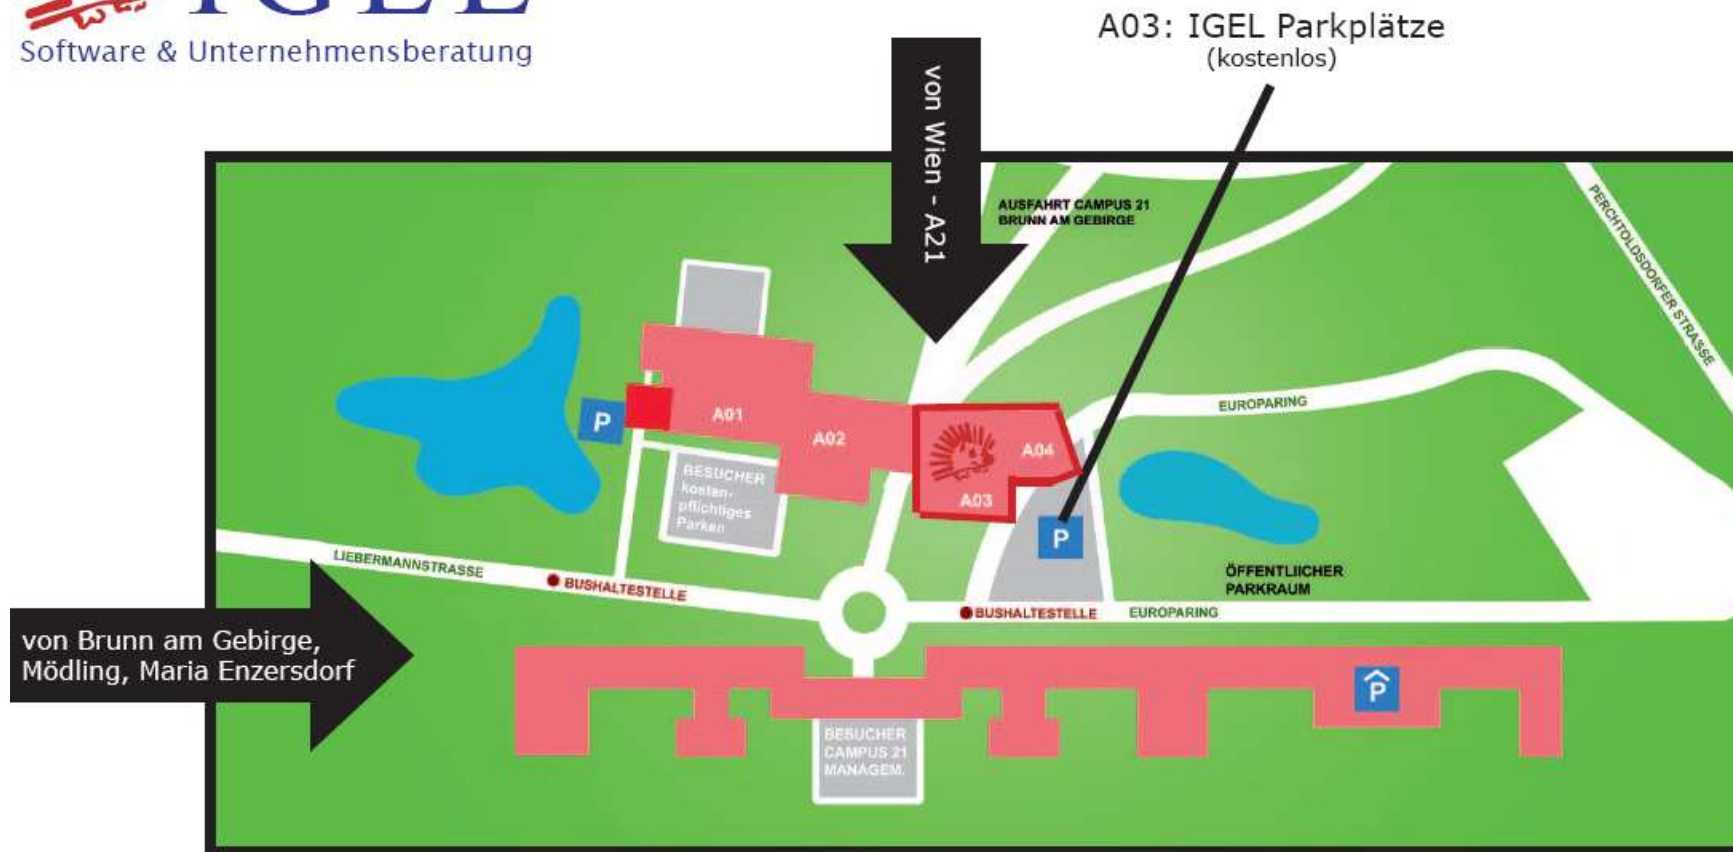 IGEL
Software & Unternehmensberatung
A03: IGEL Parkplätze
(kostenlos)
von Wien - A21
AUSFAHRT CAMPUS 21
BRUNN AM GEBIRGE
PERCHTOLDSDORFER STRASSE
EUROPARING
P
A01
A02
A04
A03
BESUCHER
kosten-
pflichtiges
Parken
P
LIEBERMANNSTRASSE
BUSHALTESTELLE
BUSHALTESTELLE
EUROPARING
ÖFFENTLIICHER
PARKRAUM
von Brunn am Gebirge,
Mödling, Maria Enzersdorf
P
BESUCHER
CAMPUS 21
MANAGEM.